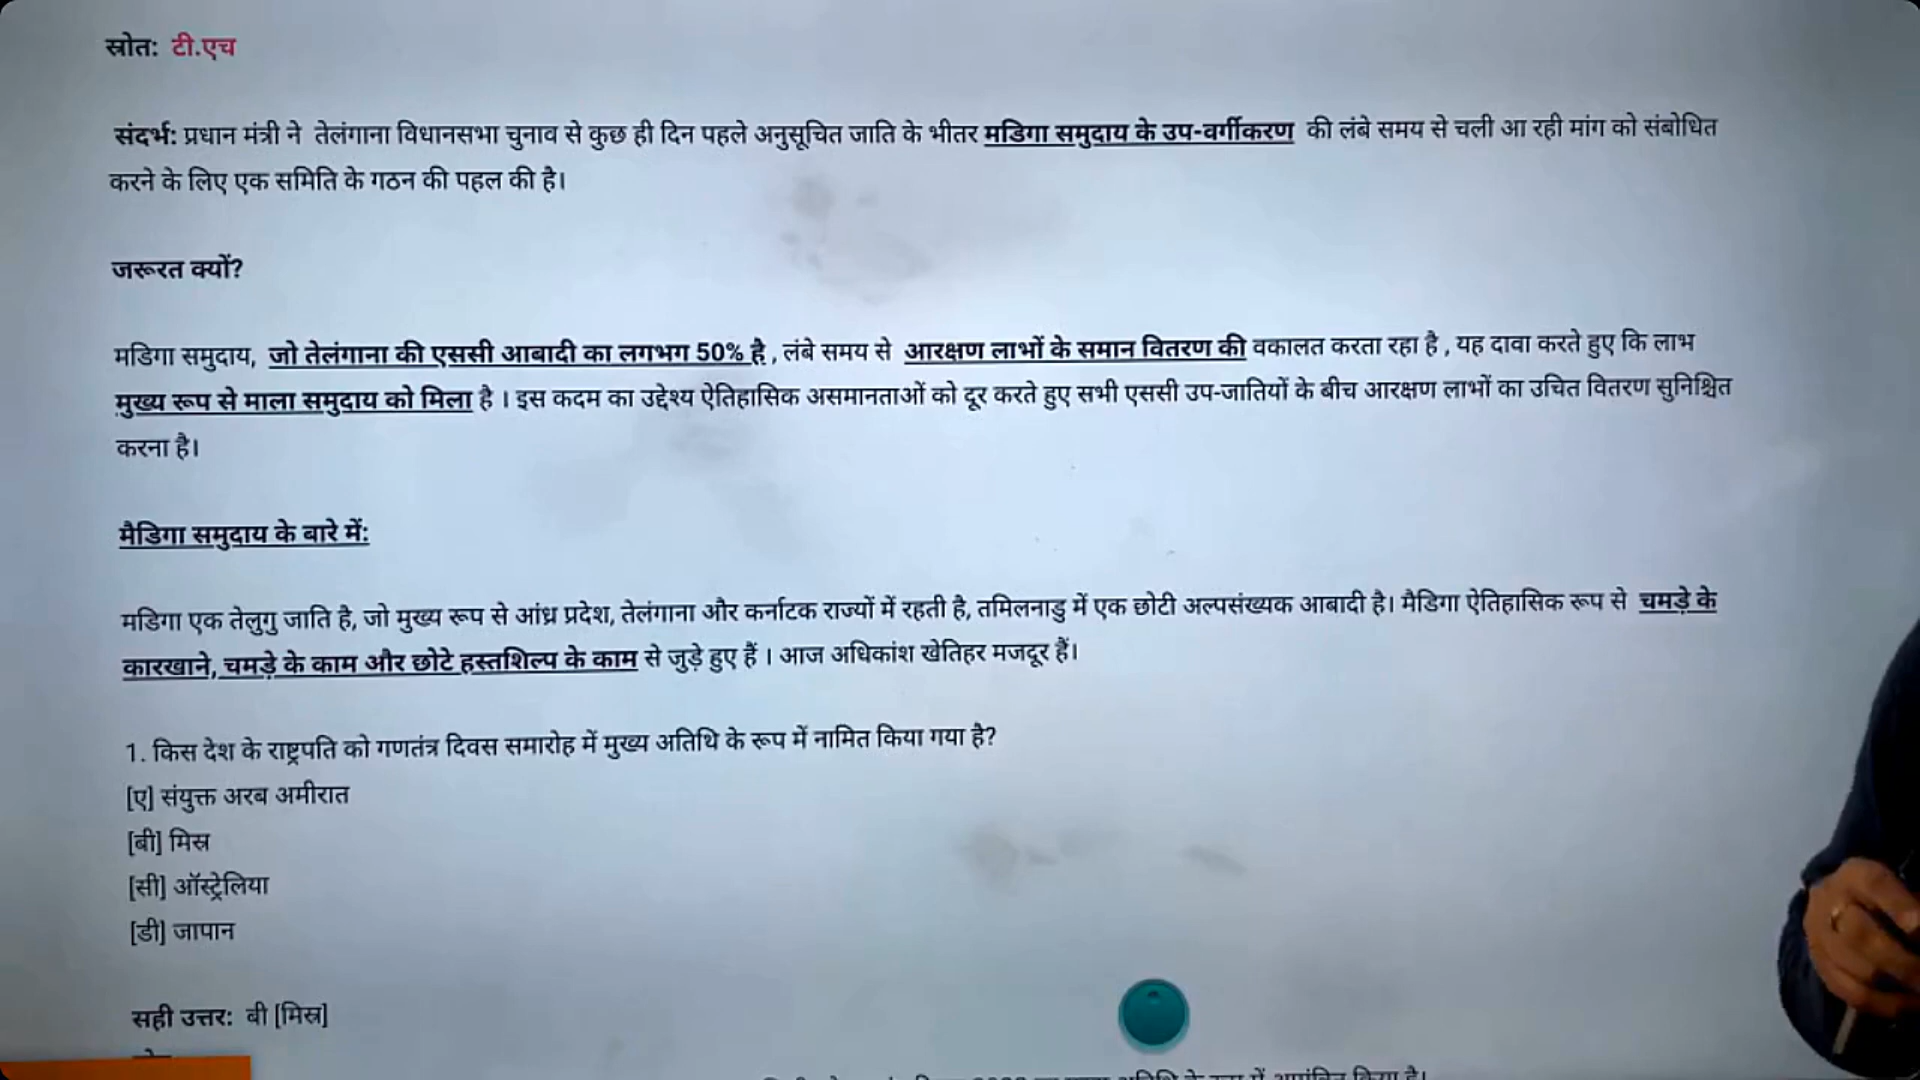 स्रोत: टी.एच
संदर्भ: प्रधान मंत्री ने तेलंगाना विधानसभा चुनाव से कुछ ही दिन पहले अनुसूचित जाति के भीतर मडिगा समुदाय के उप-वर्गीकरण की लंबे समय से चली आ रही मांग को संबोधित
करने के लिए एक समिति के गठन की पहल की है।
जरूरत क्यों?
मडिगा समुदाय, जो तेलंगाना की एससी आबादी का लगभग 50% है , लंबे समय से आरक्षण लाभों के समान वितरण की वकालत करता रहा है , यह दावा करते हुए कि लाभ
मुख्य रूप से माला समुदाय को मिला है । इस कदम का उद्देश्य ऐतिहासिक असमानताओं को दूर करते हुए सभी एससी उप-जातियों के बीच आरक्षण लाभों का उचित वितरण सुनिश्चित
करना है।
मैडिगा समुदाय के बारे में:
मडिगा एक तेलुगु जाति है, जो मुख्य रूप से आंध्र प्रदेश, तेलंगाना और कर्नाटक राज्यों में रहती है, तमिलनाडु में एक छोटी अल्पसंख्यक आबादी है। मैडिगा ऐतिहासिक रूप से चमड़े के
कारखाने, चमड़े के काम और छोटे हस्तशिल्प के काम से जुड़े हुए हैं । आज अधिकांश खेतिहर मजदूर हैं।
1. किस देश के राष्ट्रपति को गणतंत्र दिवस समारोह में मुख्य अतिथि के रूप में नामित किया गया है?
[ए] संयुक्त अरब अमीरात
[बी] मिस्र
[सी] ऑस्ट्रेलिया
[डी] जापान
सही उत्तर: बी [मिस्र]
अतिथि के रूप में आमंत्रित किया है।